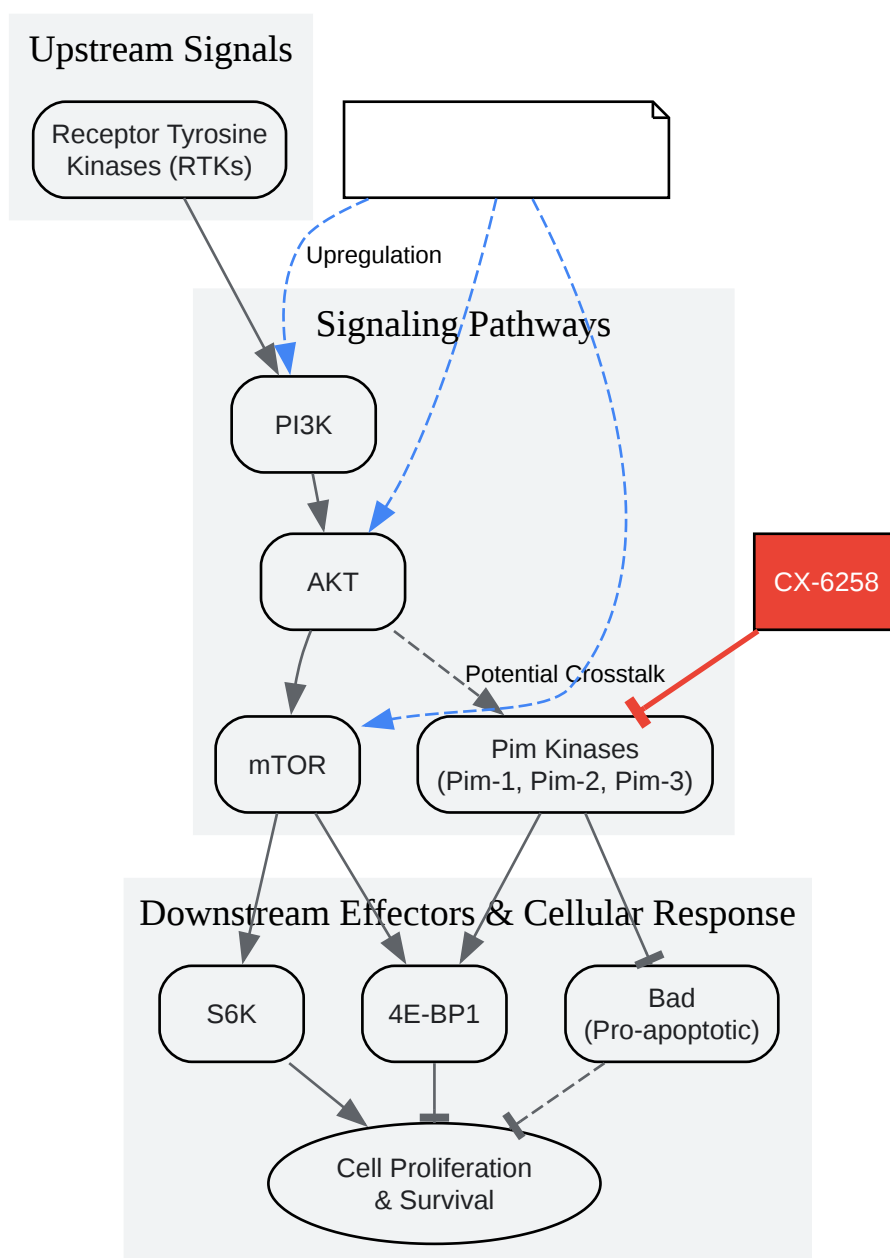 Upstream Signals
Receptor Tyrosine
Kinases (RTKs)
Upregulation
Signaling Pathways
PI3K
AKT
CX-6258
Potential Crosstalk
mTOR
Pim Kinases
(Pim-1, Pim-2, Pim-3)
Downstream Effectors & Cellular Response
S6K
4E-BP1
Bad
(Pro-apoptotic)
Cell Proliferation
& Survival